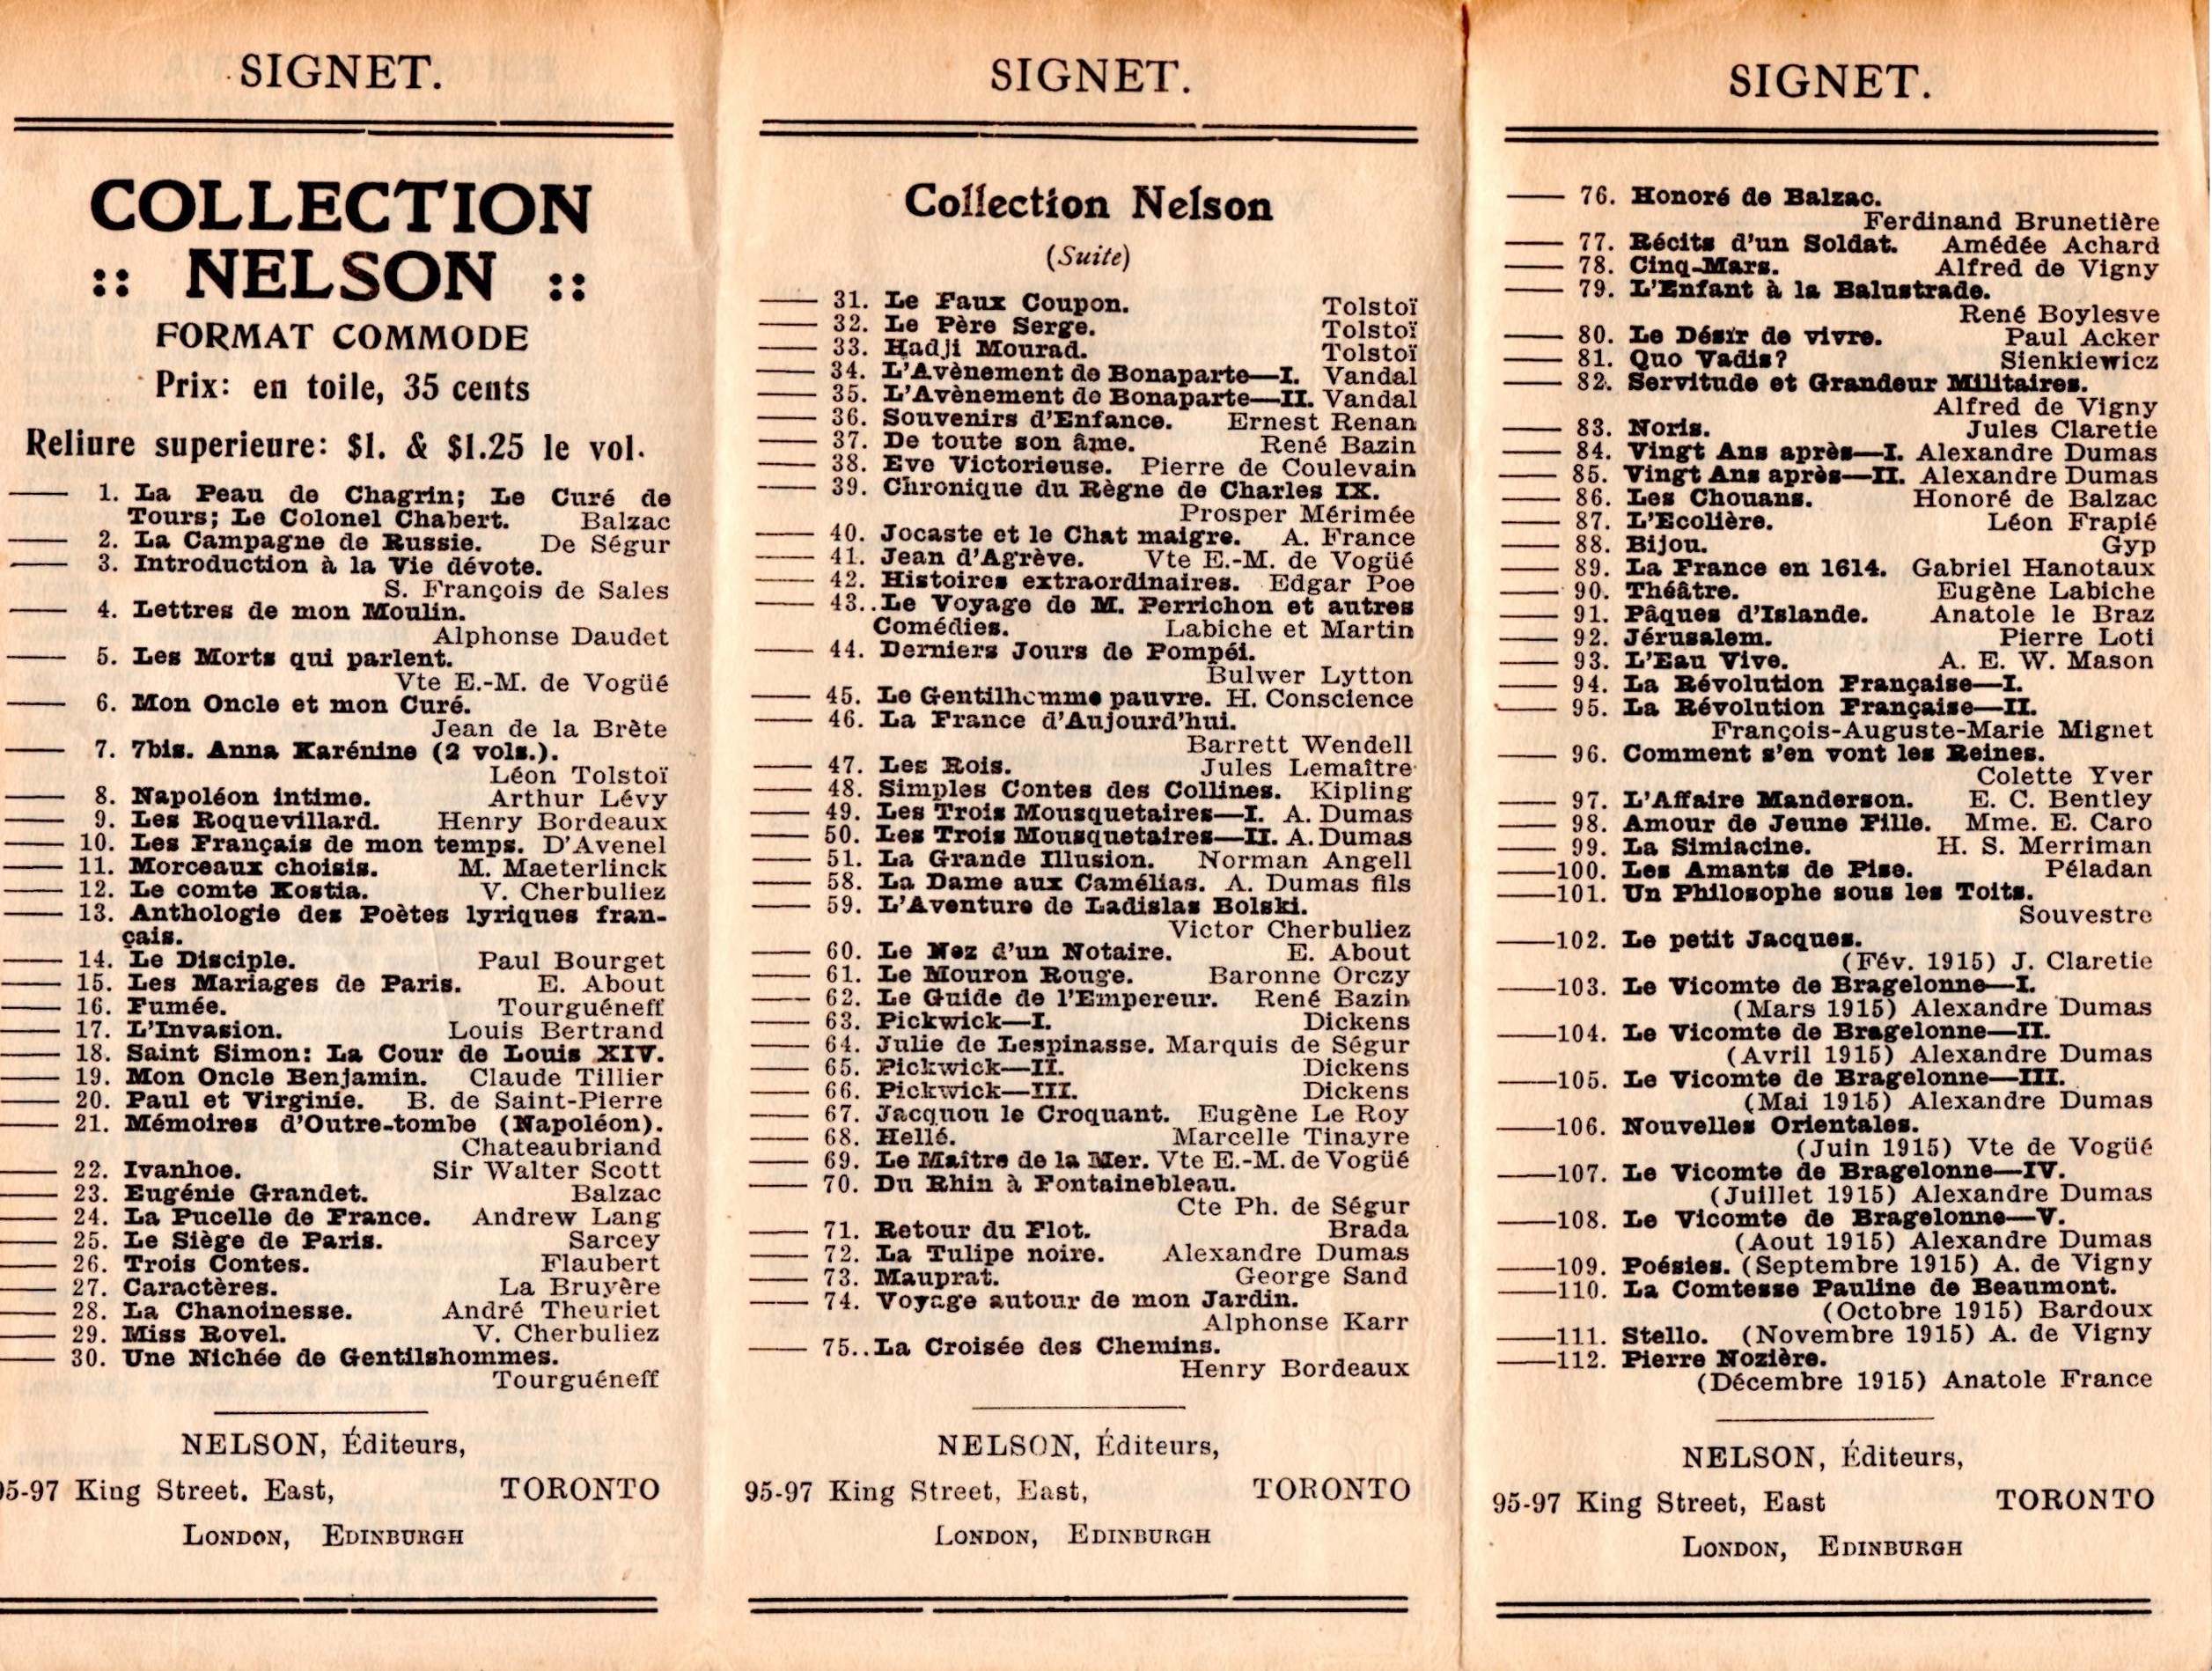 SIGNET.
COLLECTION
:: NELSON ::
FORMAT COMMODE
Prix: en toile, 35 cents
Reliure superieure: $1. & $1.25 le vol.
1. La Peau de Chagrin; Le Curé de
Tours; Le Colonel Chabert. Balzac
2. La Campagne de Russie. De Ségur
3. Introduction à la Vie dévote.
S. François de Sales
4. Lettres de mon Moulin.
Alphonse Daudet
5. Les Morts qui parlent.
Vte E.-M. de Vogüé
6. Mon Oncle et mon Curé.
Jean de la Brète
7. 7bis. Anna Karénine (2 vols.).
Léon Tolstoï
8. Napoléon intime. Arthur Lévy
9. Les Roquevillard. Henry Bordeaux
10. Les Français de mon temps. D'Avenel
11. Morceaux choisis. M. Maeterlinck
12. Le comte Kostia. V. Cherbuliez
13. Anthologie des Poètes lyriques fran-
çais.
14. Le Disciple. Paul Bourget
15. Les Mariages de Paris. E. About
16. Fumée. Tourguéneff
17. L'Invasion. Louis Bertrand
18. Saint Simon: La Cour de Louis XIV.
19. Mon Oncle Benjamin. Claude Tillier
20. Paul et Virginie. B. de Saint-Pierre
21. Mémoires d'Outre-tombe (Napoléon).
Chateaubriand
22. Ivanhoe. Sir Walter Scott
23. Eugénie Grandet. Balzac
24. La Pucelle de France. Andrew Lang
25. Le Siège de Paris. Sarcey
26. Trois Contes. Flaubert
27. Caractères. La Bruyère
28. La Chanoinesse. André Theuriet
29. Miss Rovel. V. Cherbuliez
30. Une Nichée de Gentilshommes.
Tourguéneff
NELSON, Éditeurs,
95-97 King Street. East, TORONTO
LONDON, EDINBURGH
SIGNET.
Collection Nelson
(Suite)
31. Le Faux Coupon. Tolstoï
32. Le Père Serge. Tolstoï
33. Hadji Mourad. Tolstoï
34. L'Avènement de Bonaparte—I. Vandal
35. L'Avènement de Bonaparte—II. Vandal
36. Souvenirs d'Enfance. Ernest Renan
37. De toute son âme. René Bazin
38. Eve Victorieuse. Pierre de Coulevain
39. Chronique du Règne de Charles IX.
Prosper Mérimée
40. Jocaste et le Chat maigre. A. France
41. Jean d'Agrève. Vte E.-M. de Vogüé
42. Histoires extraordinaires. Edgar Poe
43..Le Voyage de M. Perrichon et autres
Comédies. Labiche et Martin
44. Derniers Jours de Pompéi.
Bulwer Lytton
45. Le Gentilhomme pauvre. H. Conscience
46. La France d'Aujourd'hui.
Barrett Wendell
47. Les Rois. Jules Lemaître
48. Simples Contes des Collines. Kipling
49. Les Trois Mousquetaires—I. A. Dumas
50. Les Trois Mousquetaires—II. A. Dumas
51. La Grande Illusion. Norman Angell
58. La Dame aux Camélias. A. Dumas fils
59. L'Aventure de Ladislas Bolski.
Victor Cherbuliez
60. Le Nez d'un Notaire. E. About
61. Le Mouron Rouge. Baronne Orczy
62. Le Guide de l'Empereur. René Bazin
63. Pickwick—I. Dickens
64. Julie de Lespinasse. Marquis de Ségur
65. Pickwick—II. Dickens
66. Pickwick—III. Dickens
67. Jacquou le Croquant. Eugène Le Roy
68. Hellé. Marcelle Tinayre
69. Le Maître de la Mer. Vte E.-M. de Vogüé
70. Du Rhin à Fontainebleau.
Cte Ph. de Ségur
71. Retour du Flot. Brada
72. La Tulipe noire. Alexandre Dumas
73. Mauprat. George Sand
74. Voyage autour de mon Jardin.
Alphonse Karr
75..La Croisée des Chemins.
Henry Bordeaux
NELSON, Éditeurs,
95-97 King Street, East, TORONTO
LONDON, EDINBURGH
SIGNET.
76. Honoré de Balzac.
Ferdinand Brunetière
77. Récits d'un Soldat. Amédée Achard
78. Cinq-Mars. Alfred de Vigny
79. L'Enfant à la Balustrade.
René Boylesve
80. Le Désir de vivre. Paul Acker
81. Quo Vadis? Sienkiewicz
82. Servitude et Grandeur Militaires.
Alfred de Vigny
83. Noris. Jules Claretie
84. Vingt Ans après—I. Alexandre Dumas
85. Vingt Ans après—II. Alexandre Dumas
86. Les Chouans. Honoré de Balzac
87. L'Ecolière. Léon Frapié
88. Bijou. Gyp
89. La France en 1614. Gabriel Hanotaux
90. Théâtre. Eugène Labiche
91. Pâques d'Islande. Anatole le Braz
92. Jérusalem. Pierre Loti
93. L'Eau Vive. A. E. W. Mason
94. La Révolution Française—I.
95. La Révolution Française—II.
François-Auguste-Marie Mignet
96. Comment s'en vont les Reines.
Colette Yver
97. L'Affaire Manderson. E. C. Bentley
98. Amour de Jeune Fille. Mme. E. Caro
99. La Simiacine. H. S. Merriman
100. Les Amants de Pise. Péladan
101. Un Philosophe sous les Toits.
Souvestre
102. Le petit Jacques.
(Fév. 1915) J. Claretie
103. Le Vicomte de Bragelonne—I.
(Mars 1915) Alexandre Dumas
104. Le Vicomte de Bragelonne—II.
(Avril 1915) Alexandre Dumas
105. Le Vicomte de Bragelonne—III.
(Mai 1915) Alexandre Dumas
106. Nouvelles Orientales.
(Juin 1915) Vte de Vogüé
107. Le Vicomte de Bragelonne—IV.
(Juillet 1915) Alexandre Dumas
108. Le Vicomte de Bragelonne—V.
(Aout 1915) Alexandre Dumas
109. Poésies. (Septembre 1915) A. de Vigny
110. La Comtesse Pauline de Beaumont.
(Octobre 1915) Bardoux
111. Stello. (Novembre 1915) A. de Vigny
112. Pierre Nozière.
(Décembre 1915) Anatole France
NELSON, Éditeurs,
95-97 King Street, East TORONTO
LONDON, EDINBURGH